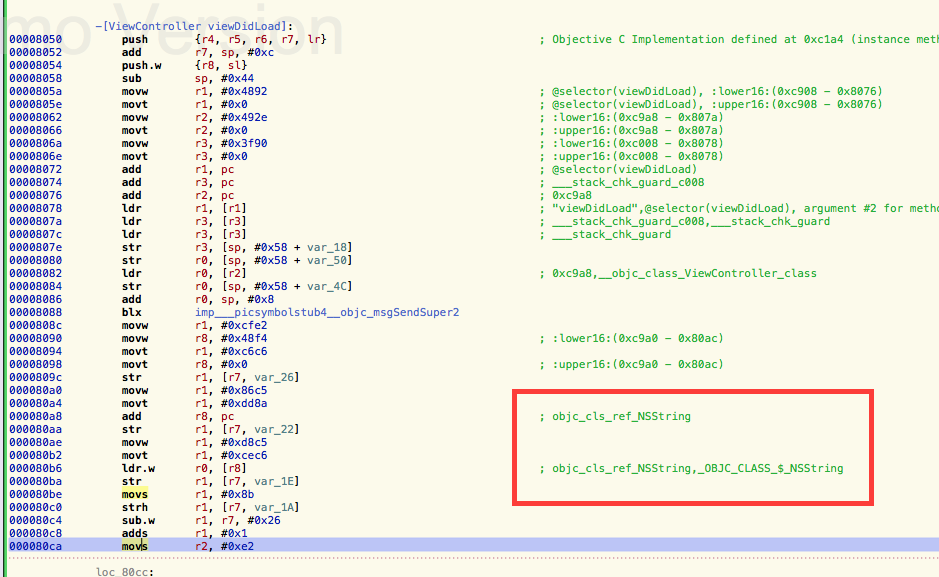 mo Version
-[ViewController viewDidLoad]:
00008050 push {r4, r5, r6, r7, lr} ; Objective C Implementation defined at 0xc1a4 (instance meth
00008052 add r7, sp, #0xc
00008054 push.w {r8, sl}
00008058 sub sp, #0x44
0000805a movw r1, #0x4892 ; @selector(viewDidLoad), :lower16:(0xc908 - 0x8076)
0000805e movt r1, #0x0 ; @selector(viewDidLoad), :upper16:(0xc908 - 0x8076)
00008062 movw r2, #0x492e ; :lower16:(0xc9a8 - 0x807a)
00008066 movt r2, #0x0 ; :upper16:(0xc9a8 - 0x807a)
0000806a movw r3, #0x3f90 ; :lower16:(0xc008 - 0x8078)
0000806e movt r3, #0x0 ; :upper16:(0xc008 - 0x8078)
00008072 add r1, pc ; @selector(viewDidLoad)
00008074 add r3, pc ; ___stack_chk_guard_c008
00008076 add r2, pc ; 0xc9a8
00008078 ldr r1, [r1] ; "viewDidLoad",@selector(viewDidLoad), argument #2 for metho
0000807a ldr r3, [r3] ; ___stack_chk_guard_c008,___stack_chk_guard
0000807c ldr r3, [r3] ; ___stack_chk_guard
0000807e str r3, [sp, #0x58 + var_18]
00008080 str r0, [sp, #0x58 + var_50]
00008082 ldr r0, [r2] ; 0xc9a8,__objc_class_ViewController_class
00008084 str r0, [sp, #0x58 + var_4C]
00008086 add r0, sp, #0x8
00008088 blx imp___picsymbolstub4__objc_msgSendSuper2
0000808c movw r1, #0xcfe2
00008090 movw r8, #0x48f4 ; :lower16:(0xc9a0 - 0x80ac)
00008094 movt r1, #0xc6c6
00008098 movt r8, #0x0 ; :upper16:(0xc9a0 - 0x80ac)
0000809c str r1, [r7, var_26]
000080a0 movw r1, #0x86c5
000080a4 movt r1, #0xdd8a
000080a8 add r8, pc ; objc_cls_ref_NSString
000080aa str r1, [r7, var_22]
000080ae movw r1, #0xd8c5
000080b2 movt r1, #0xcec6
000080b6 ldr.w r0, [r8] ; objc_cls_ref_NSString,_OBJC_CLASS_$_NSString
000080ba str r1, [r7, var_1E]
000080be movs r1, #0x8b
000080c0 strh r1, [r7, var_1A]
000080c4 sub.w r1, r7, #0x26
000080c8 adds r1, #0x1
000080ca movs r2, #0xe2
loc_80cc: